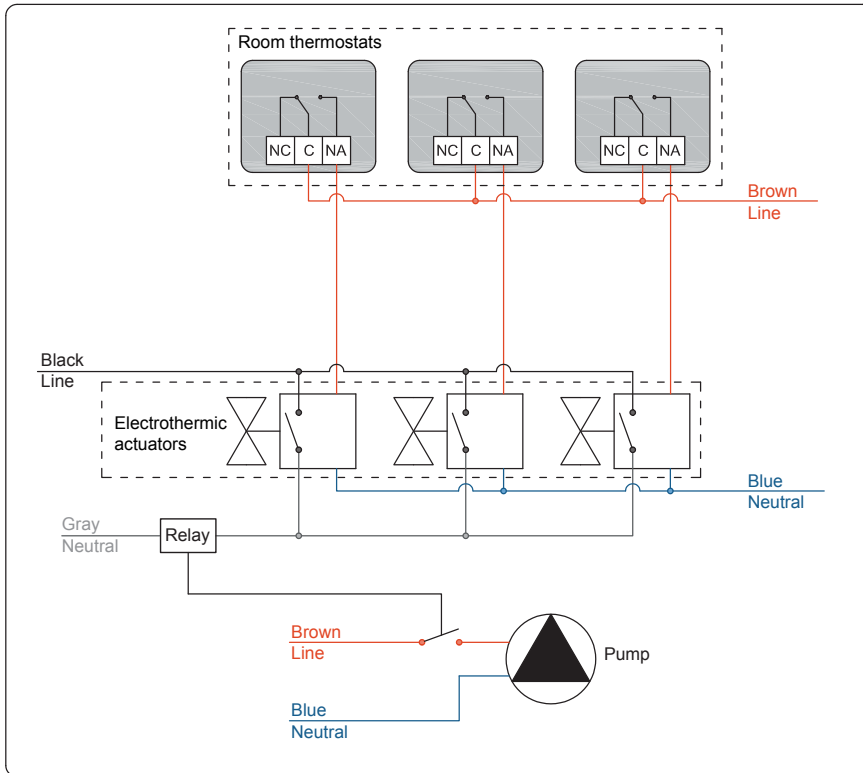 Room thermostats
NC C NA
NC C NA
NC C NA
Brown
Line
Black
Line
Electrothermic
actuators
Blue
Neutral
Gray
Neutral
Relay
Brown
Line
Pump
Blue
Neutral